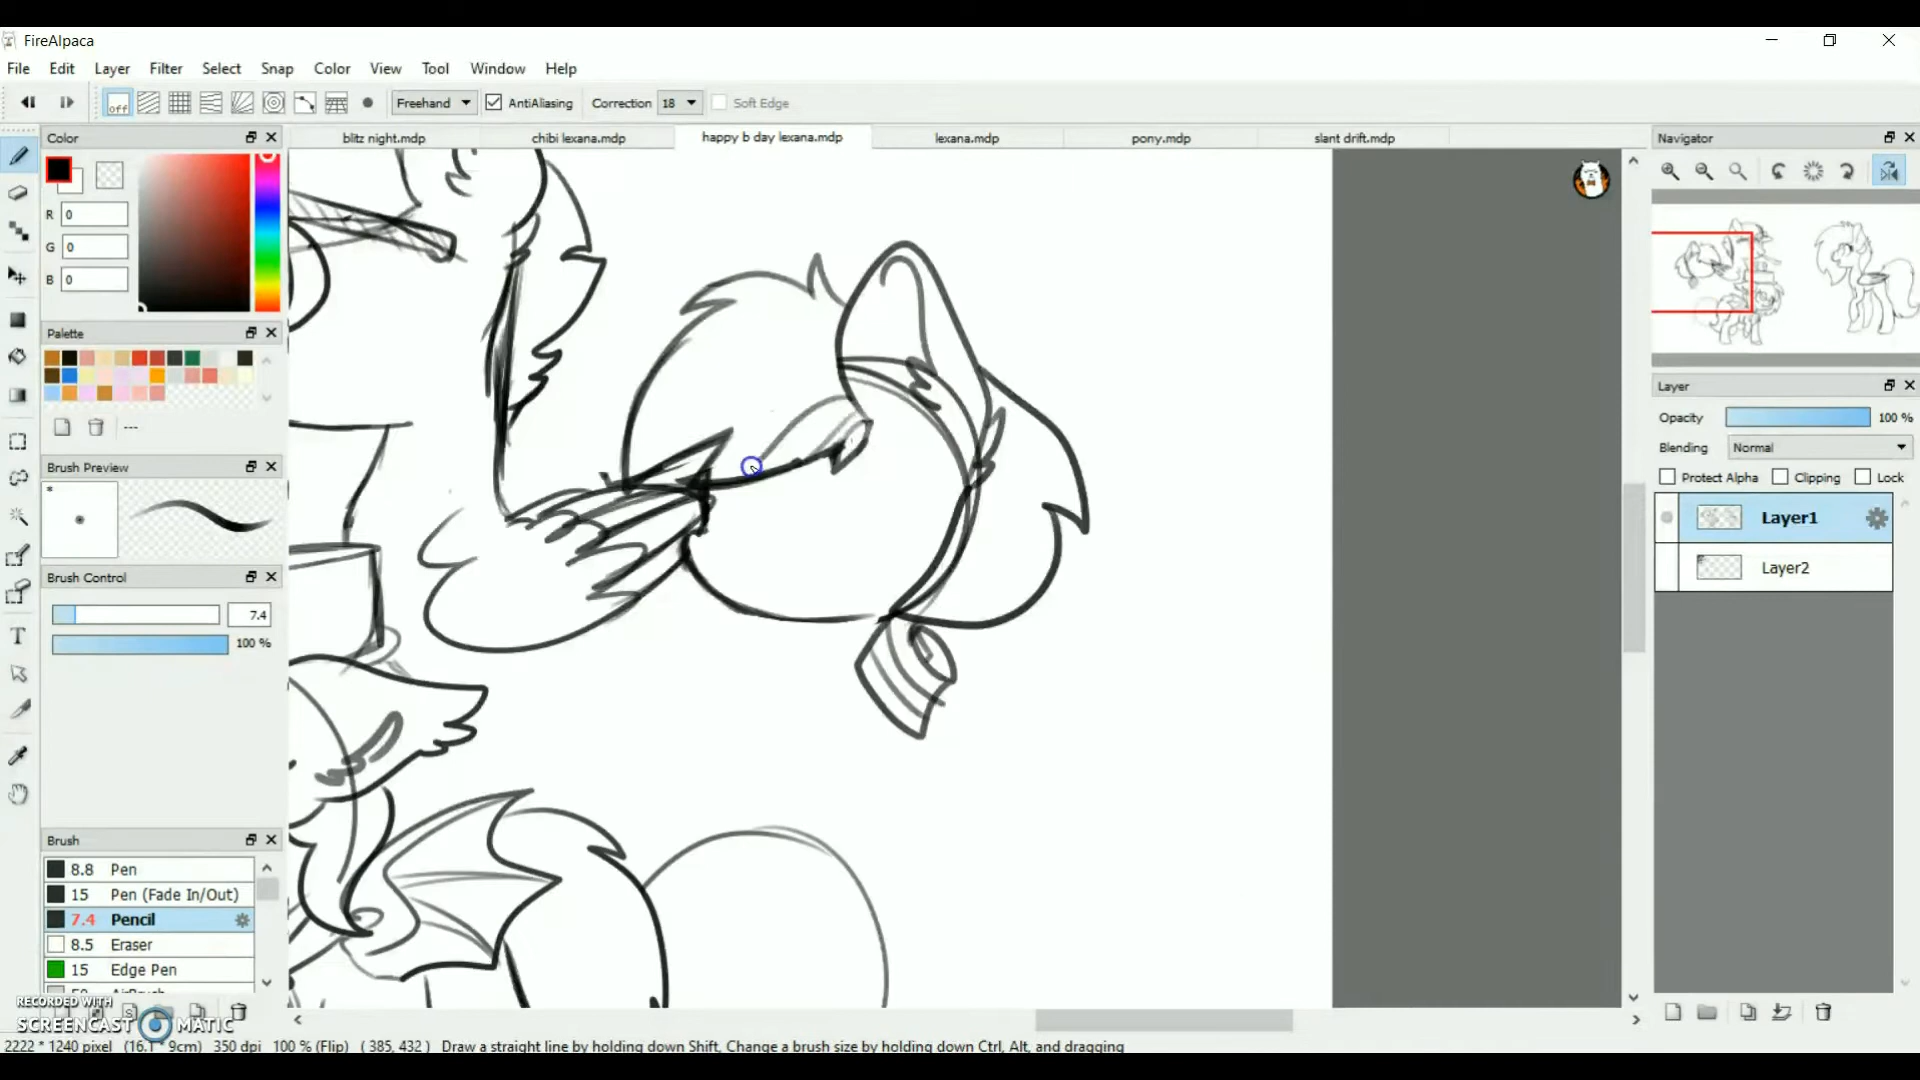 FireAlpaca
File Edit Layer Filter Select Snap Color View Tool Window Help
off Freehand AntiAliasing Correction 18 Soft Edge
Color blitz night.mdp chibi lexana.mdp happy b day lexana.mdp lexana.mdp pony.mdp slant drift.mdp Navigator
R 0
G 0
B 0
Palette
---
Brush Preview
*
Brush Control
7.4
100 %
Layer
Opacity 100 %
Blending Normal
Protect Alpha Clipping Lock
Layer1
Layer2
Brush
8.8 Pen
15 Pen (Fade In/Out)
7.4 Pencil
8.5 Eraser
15 Edge Pen
AirBrush
RECORDED WITH
SCREENCAST MATIC
2222 * 1240 pixel (16.1 * 9cm) 350 dpi 100 % (Flip) ( 385, 432 ) Draw a straight line by holding down Shift, Change a brush size by holding down Ctrl, Alt, and dragging